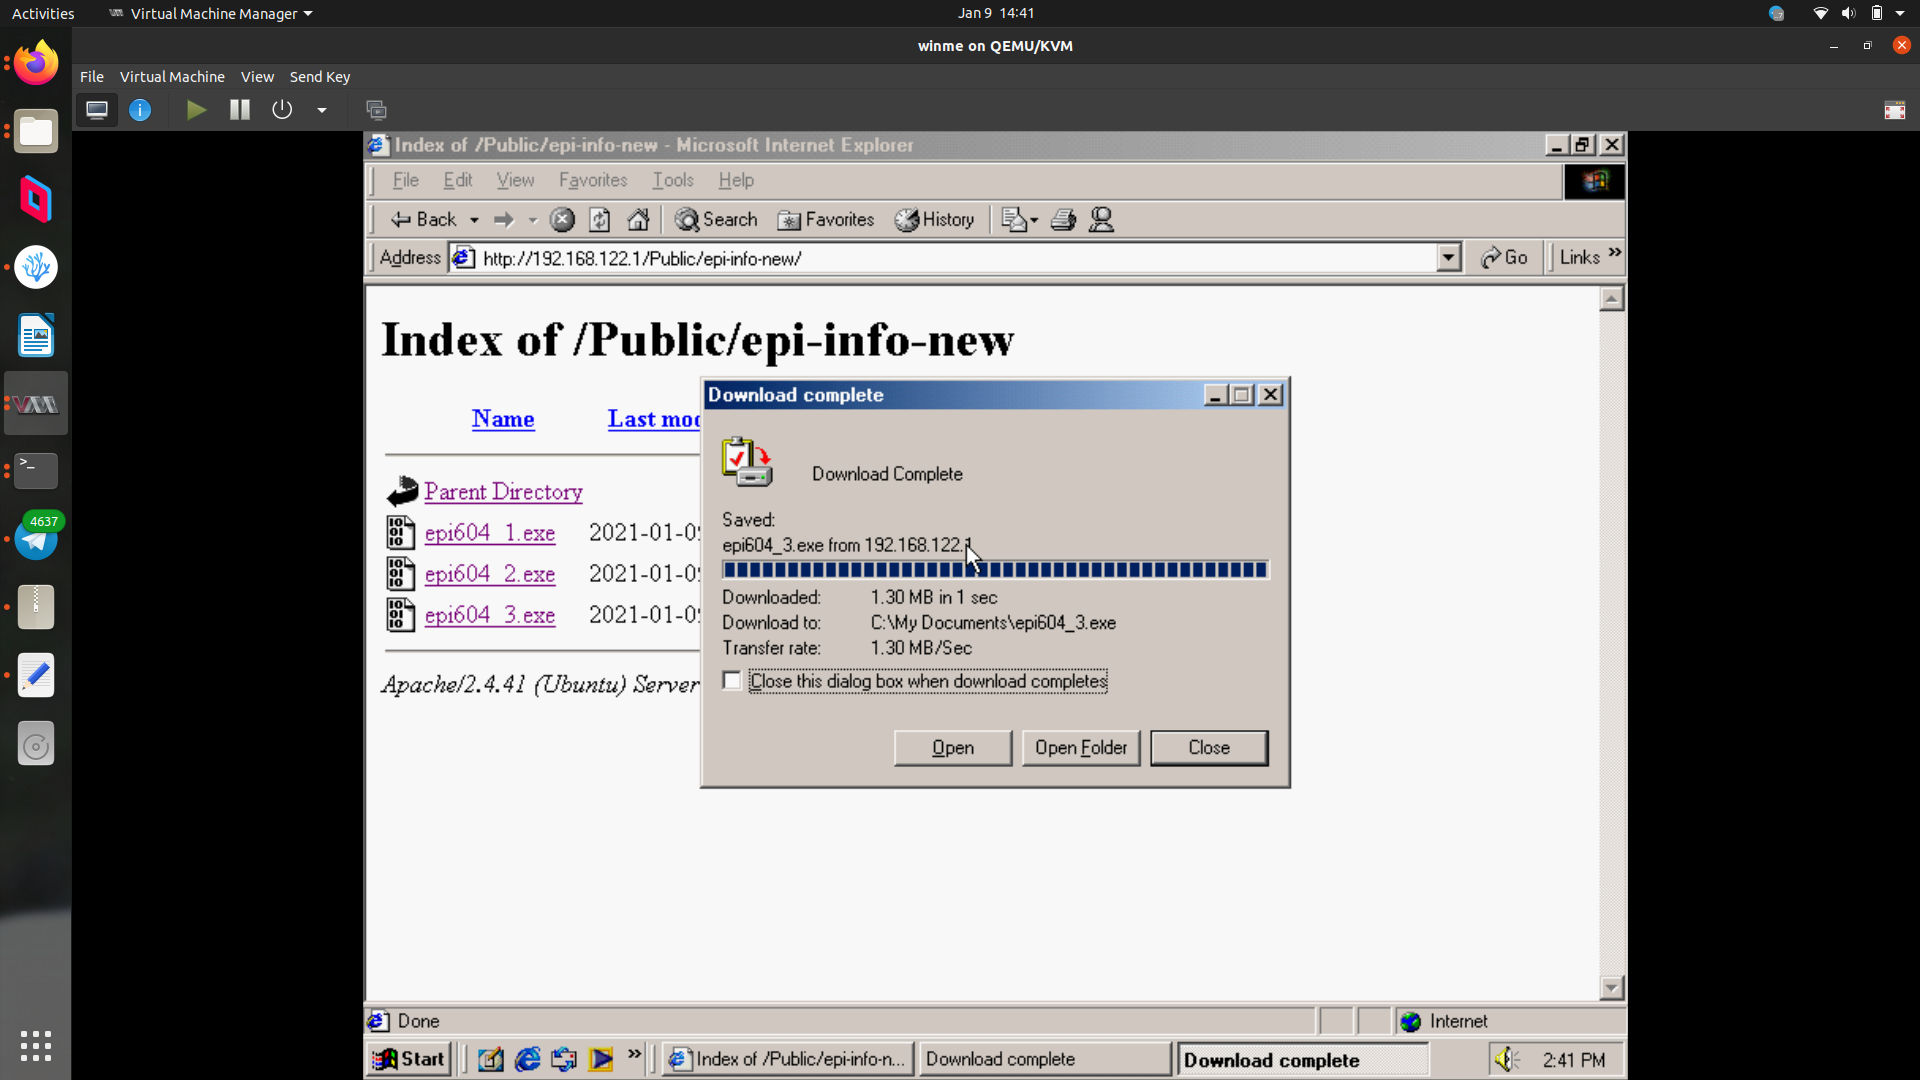 Activities
Virtual Machine Manager
Jan 9 14:41
winme on QEMU/KVM
File Virtual Machine View Send Key
Index of /Public/epi-info-new - Microsoft Internet Explorer
File Edit View Favorites Tools Help
Back Search Favorites History
Address http://192.168.122.1/Public/epi-info-new/ Go Links »
Index of /Public/epi-info-new
Name Last mod
Parent Directory
epi604_1.exe 2021-01-09
epi604_2.exe 2021-01-09
epi604_3.exe 2021-01-09
Apache/2.4.41 (Ubuntu) Server
Download complete
Download Complete
Saved:
epi604_3.exe from 192.168.122.1
Downloaded: 1.30 MB in 1 sec
Download to: C:\My Documents\epi604_3.exe
Transfer rate: 1.30 MB/Sec
Close this dialog box when download completes
Open Open Folder Close
4637
Done Internet
Start » Index of /Public/epi-info-n... Download complete Download complete 2:41 PM